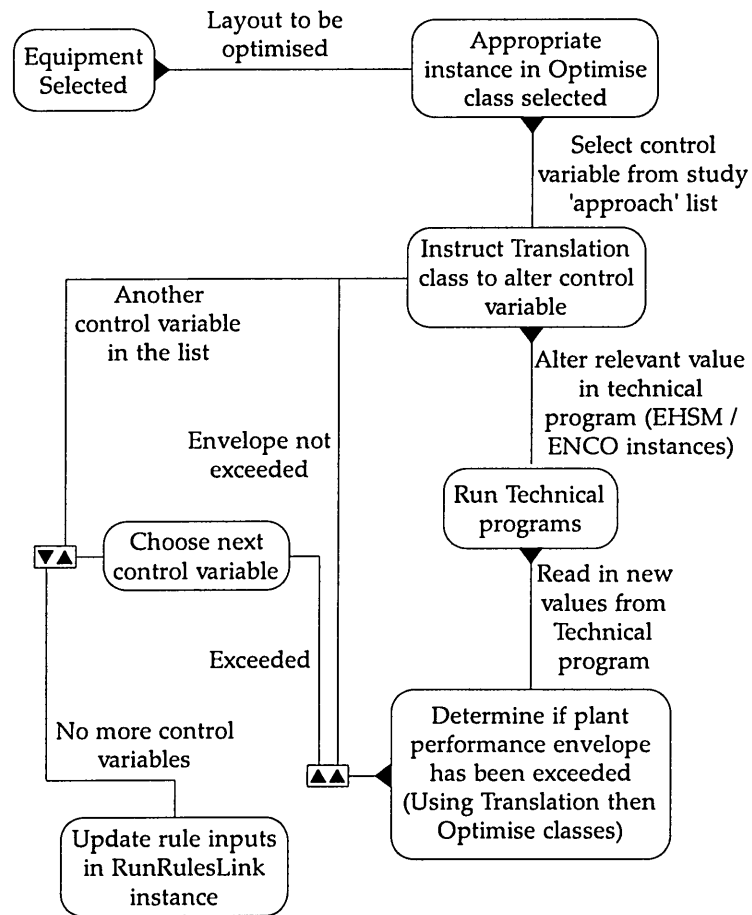 Layout to be
optimised
Equipment
Selected
Appropriate
instance in Optimise
class selected
Select control
variable from study
'approach' list
Instruct Translation
class to alter control
variable
Another
control variable
in the list
Alter relevant value
in technical
program (EHSM /
ENCO instances)
Envelope not
exceeded
Run Technical
programs
Choose next
control variable
Read in new
values from
Technical
program
Exceeded
Determine if plant
performance envelope
has been exceeded
(Using Translation then
Optimise classes)
No more control
variables
Update rule inputs
in RunRulesLink
instance